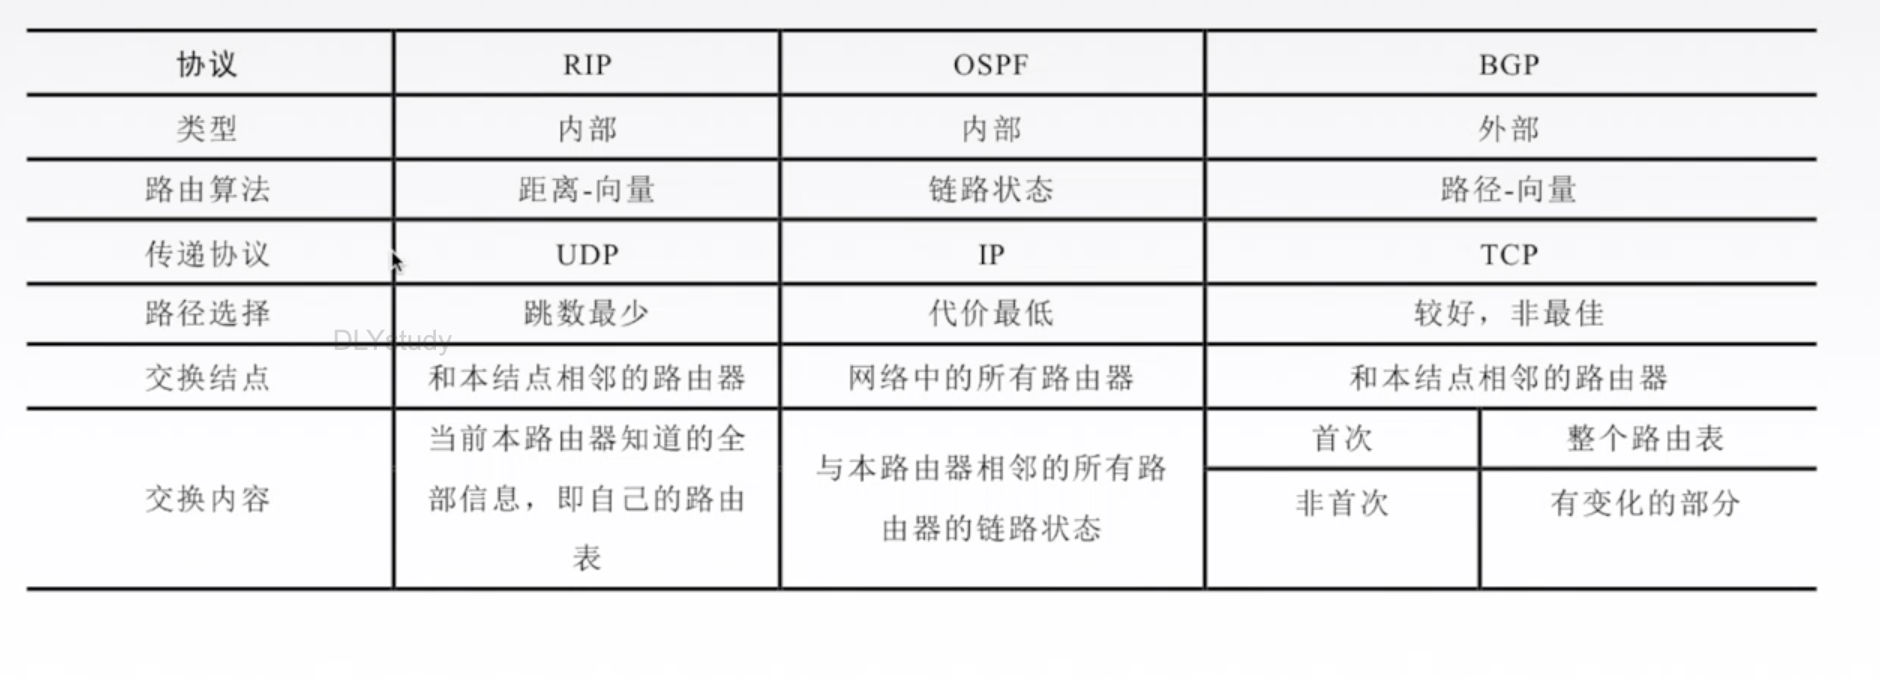 协议 RIP OSPF BGP
类型 内部 内部 外部
路由算法 距离-向量 链路状态 路径-向量
传递协议 UDP IP TCP
路径选择 跳数最少 代价最低 较好，非最佳
DLYstudy
交换结点 和本结点相邻的路由器 网络中的所有路由器 和本结点相邻的路由器
交换内容
当前本路由器知道的全
部信息，即自己的路由
表
与本路由器相邻的所有路
由器的链路状态
首次 整个路由表
非首次 有变化的部分